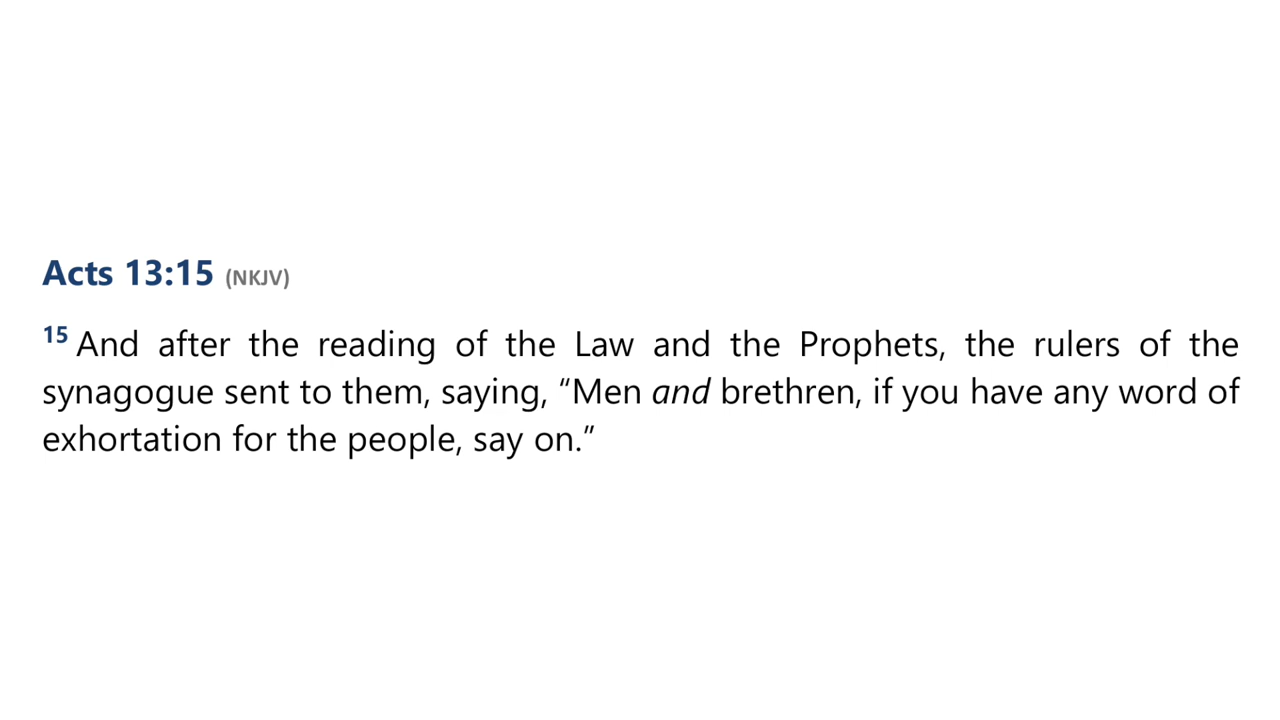 Acts 13:15 (NKJV)
15 And after the reading of the Law and the Prophets, the rulers of the
synagogue sent to them, saying, “Men and brethren, if you have any word of
exhortation for the people, say on.”